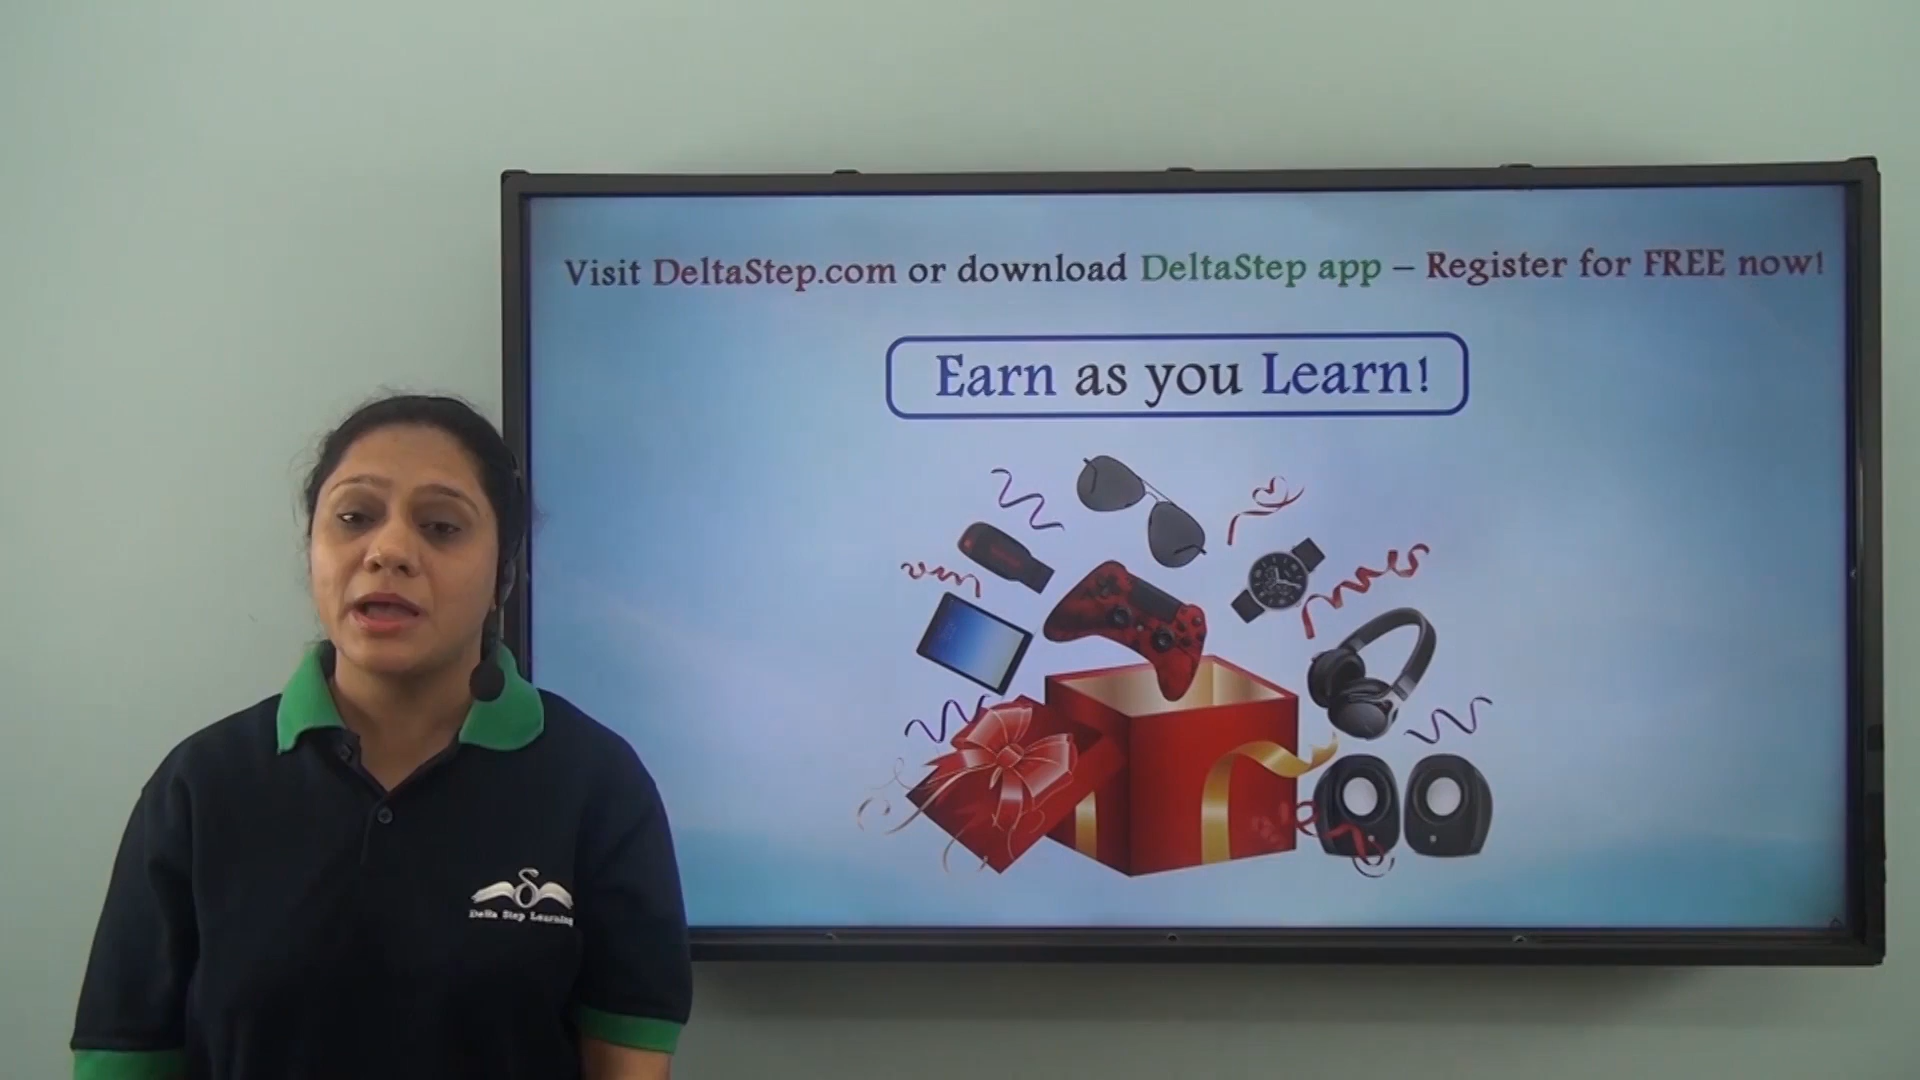 Visit DeltaStep.com or download DeltaStep app – Register for FREE now!
Earn as you Learn!
Delta Step Learning